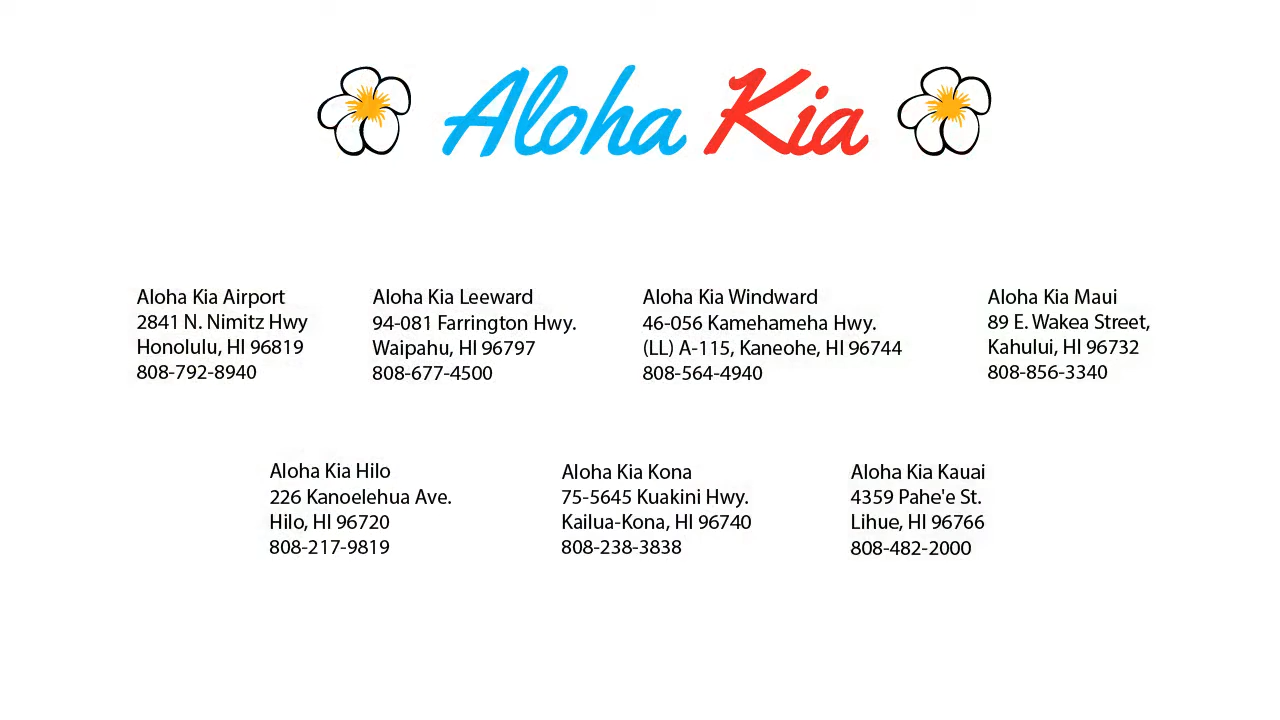 Aloha Kia
Aloha Kia Airport
2841 N. Nimitz Hwy
Honolulu, HI 96819
808-792-8940
Aloha Kia Leeward
94-081 Farrington Hwy.
Waipahu, HI 96797
808-677-4500
Aloha Kia Windward
46-056 Kamehameha Hwy.
(LL) A-115, Kaneohe, HI 96744
808-564-4940
Aloha Kia Maui
89 E. Wakea Street,
Kahului, HI 96732
808-856-3340
Aloha Kia Hilo
226 Kanoelehua Ave.
Hilo, HI 96720
808-217-9819
Aloha Kia Kona
75-5645 Kuakini Hwy.
Kailua-Kona, HI 96740
808-238-3838
Aloha Kia Kauai
4359 Pahe'e St.
Lihue, HI 96766
808-482-2000